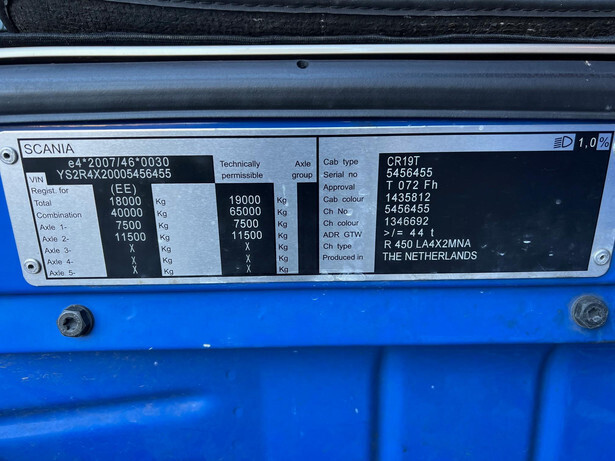 SCANIA 1,0%
e4*2007/46*0030 Technically permissible Axle group Cab type CR19T
VIN YS2R4X20005456455 Serial no 5456455
Regist. for (EE) Approval T 072 Fh
Total 18000 Kg 19000 Kg Cab colour 1435812
Combination 40000 Kg 65000 Kg Ch No 5456455
Axle 1- 7500 Kg 7500 Kg Ch colour 1346692
Axle 2- 11500 Kg 11500 Kg ADR GTW >/= 44 t
Axle 3- X Kg X Kg Ch type R 450 LA4X2MNA
Axle 4- X Kg X Kg Produced in THE NETHERLANDS
Axle 5- X Kg X Kg